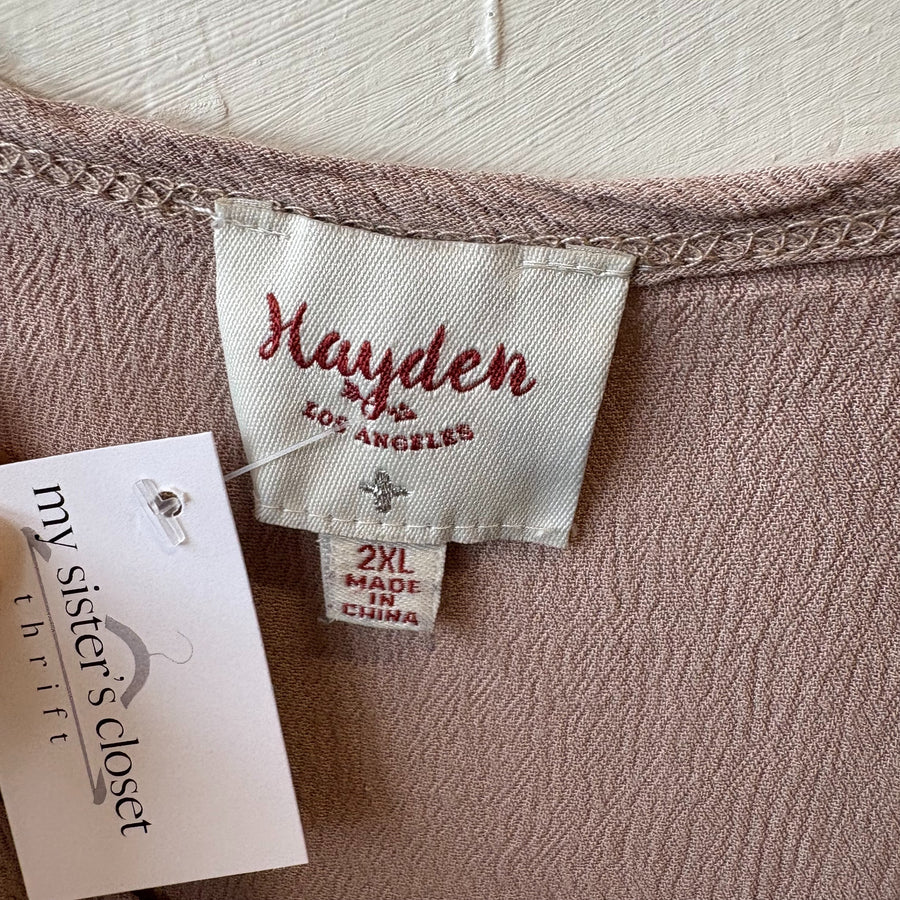 Hayden
LOS ANGELES
2XL
MADE
IN
CHINA
my sister's closet
thrift